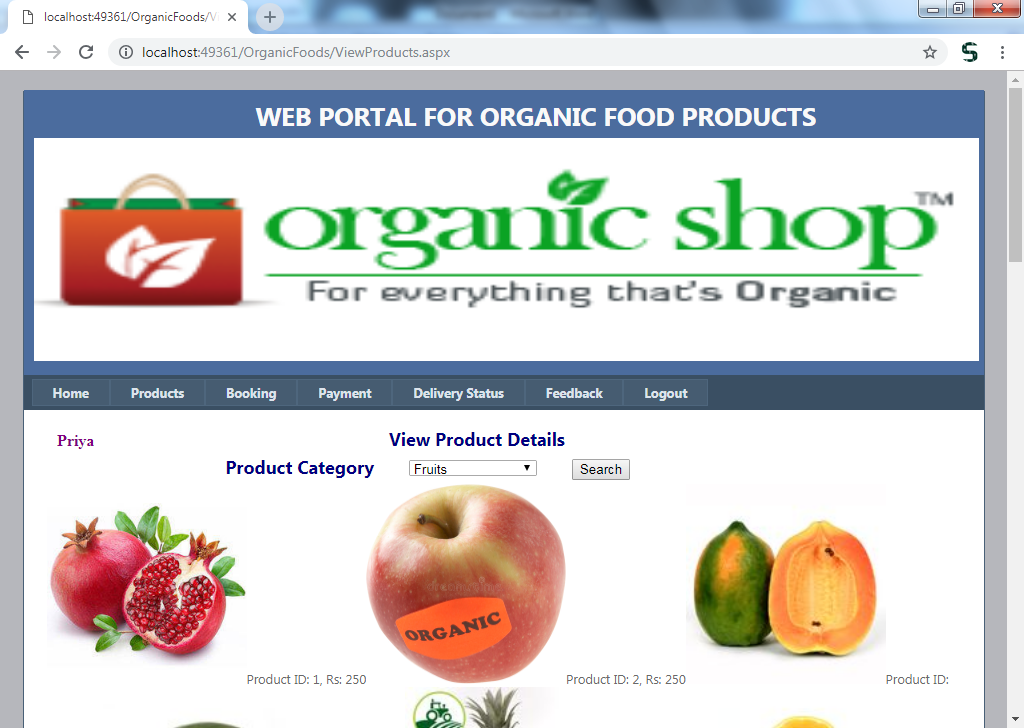 localhost:49361/OrganicFoods/Vi
localhost:49361/OrganicFoods/ViewProducts.aspx
WEB PORTAL FOR ORGANIC FOOD PRODUCTS
organic shop™
For everything that's Organic
Home Products Booking Payment Delivery Status Feedback Logout
Priya
View Product Details
Product Category Fruits Search
ORGANIC
Product ID: 1, Rs: 250 Product ID: 2, Rs: 250 Product ID: